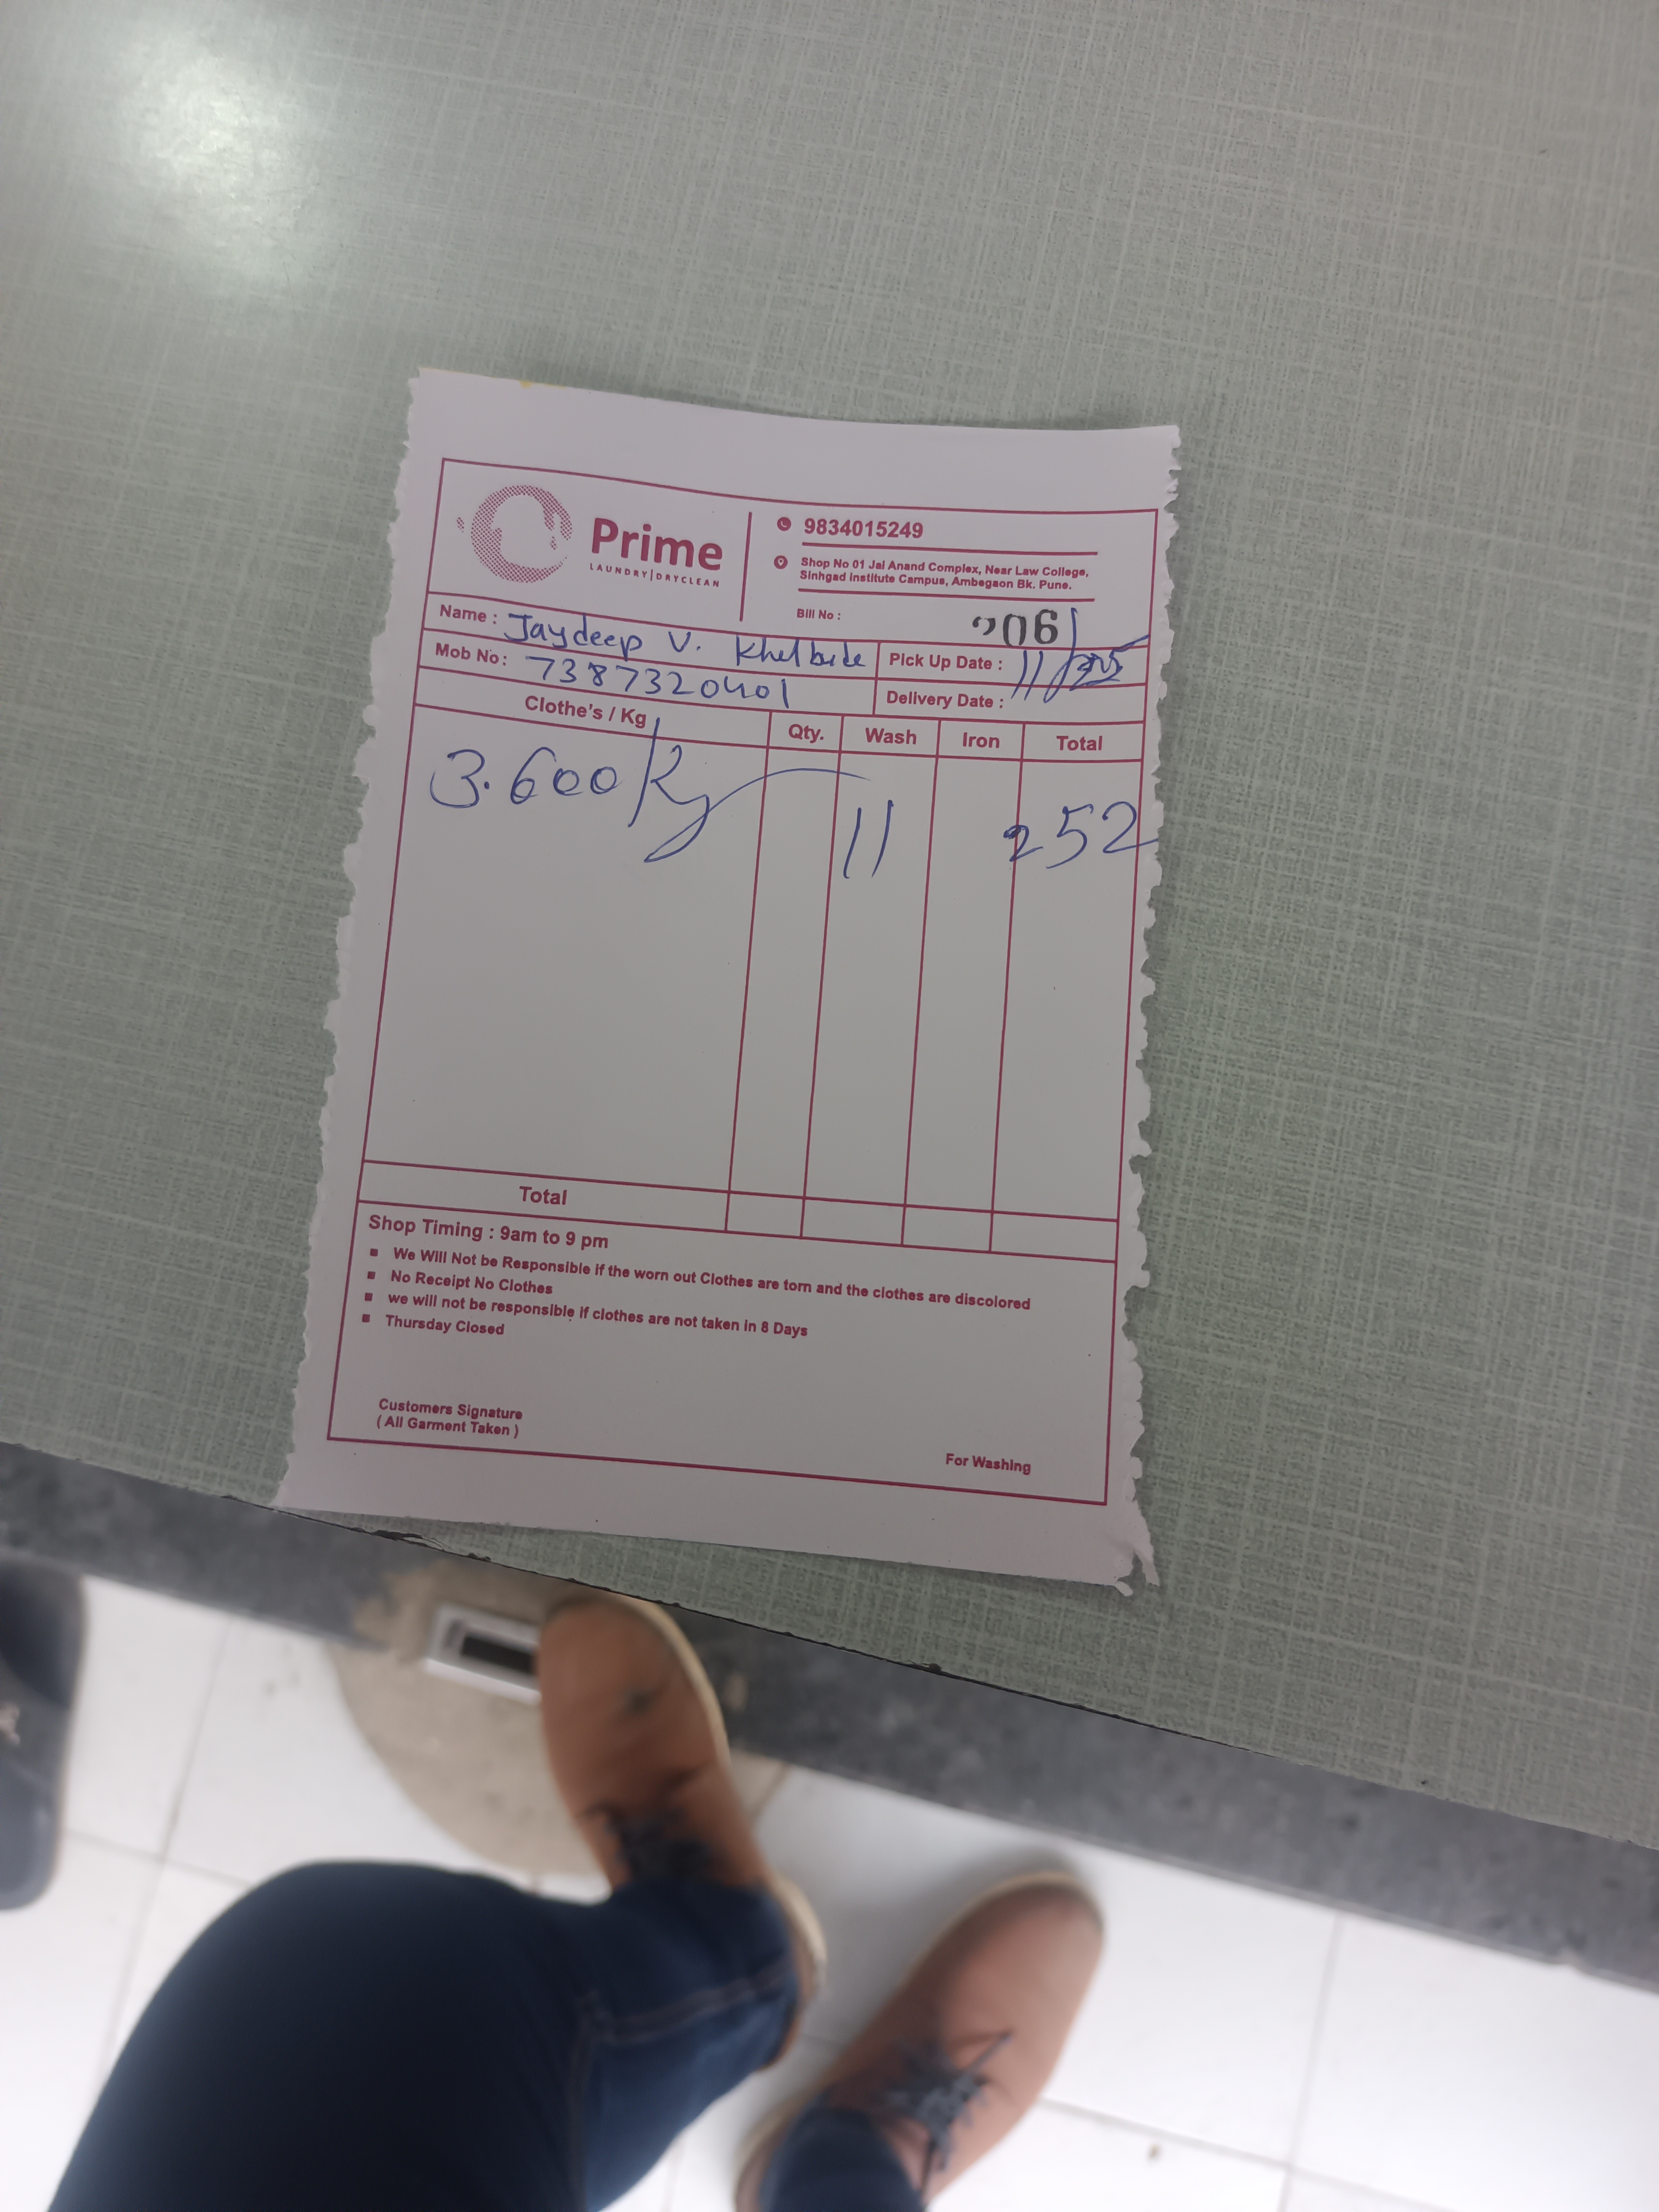 Prime
LAUNDRY|DRYCLEAN
9834015249
Shop No 01 Jai Anand Complex, Near Law College,
Sinhgad Institute Campus, Ambegaon Bk. Pune.
Bill No :
Name : Jaydeep V.
Pick Up Date : 11
Mob No: 7387320401
Delivery Date :
Clothe's / Kg Qty. Wash Iron Total
3.600 Kg 11 252
Total
Shop Timing : 9am to 9 pm
We Will Not be Responsible if the worn out Clothes are torn and the clothes are discolored
No Receipt No Clothes
we will not be responsible if clothes are not taken in 8 Days
Thursday Closed
Customers Signature
( All Garment Taken )
For Washing